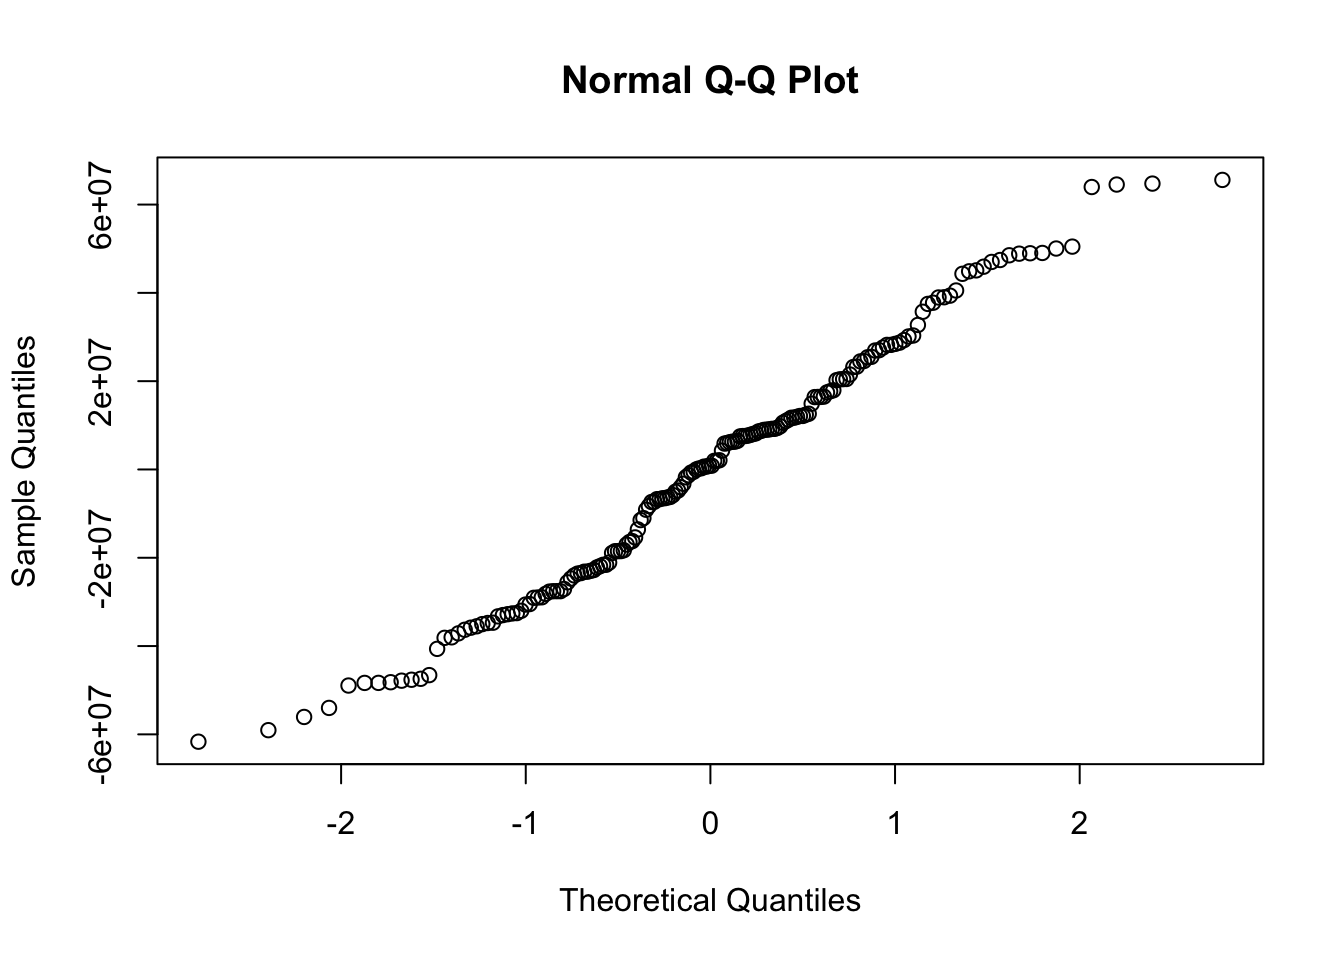 Normal Q-Q Plot
6e+07
2e+07
-2e+07
-6e+07
Sample Quantiles
-2 -1 0 1 2
Theoretical Quantiles